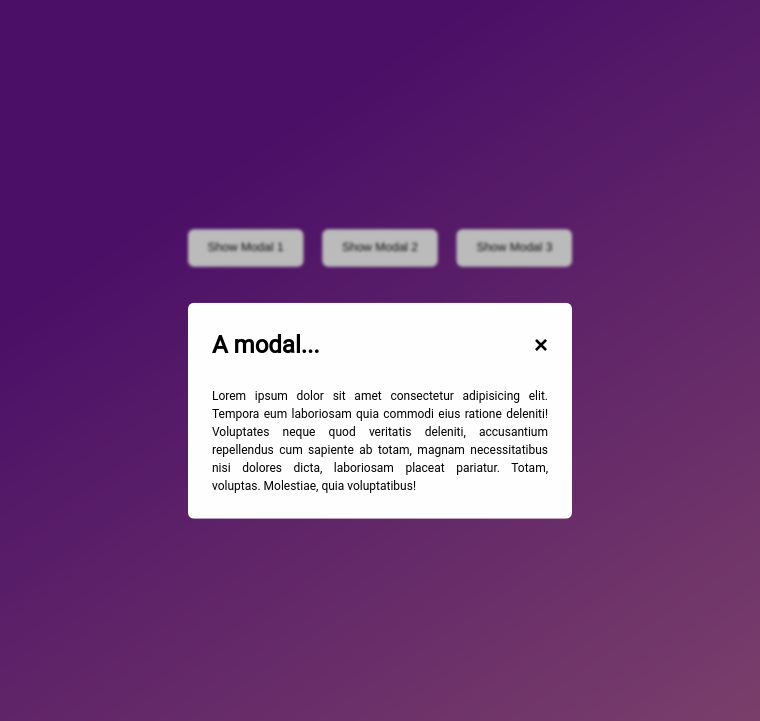 Show Modal 1 Show Modal 2 Show Modal 3
A modal... ×
Lorem ipsum dolor sit amet consectetur adipisicing elit.
Tempora eum laboriosam quia commodi eius ratione deleniti!
Voluptates neque quod veritatis deleniti, accusantium
repellendus cum sapiente ab totam, magnam necessitatibus
nisi dolores dicta, laboriosam placeat pariatur. Totam,
voluptas. Molestiae, quia voluptatibus!